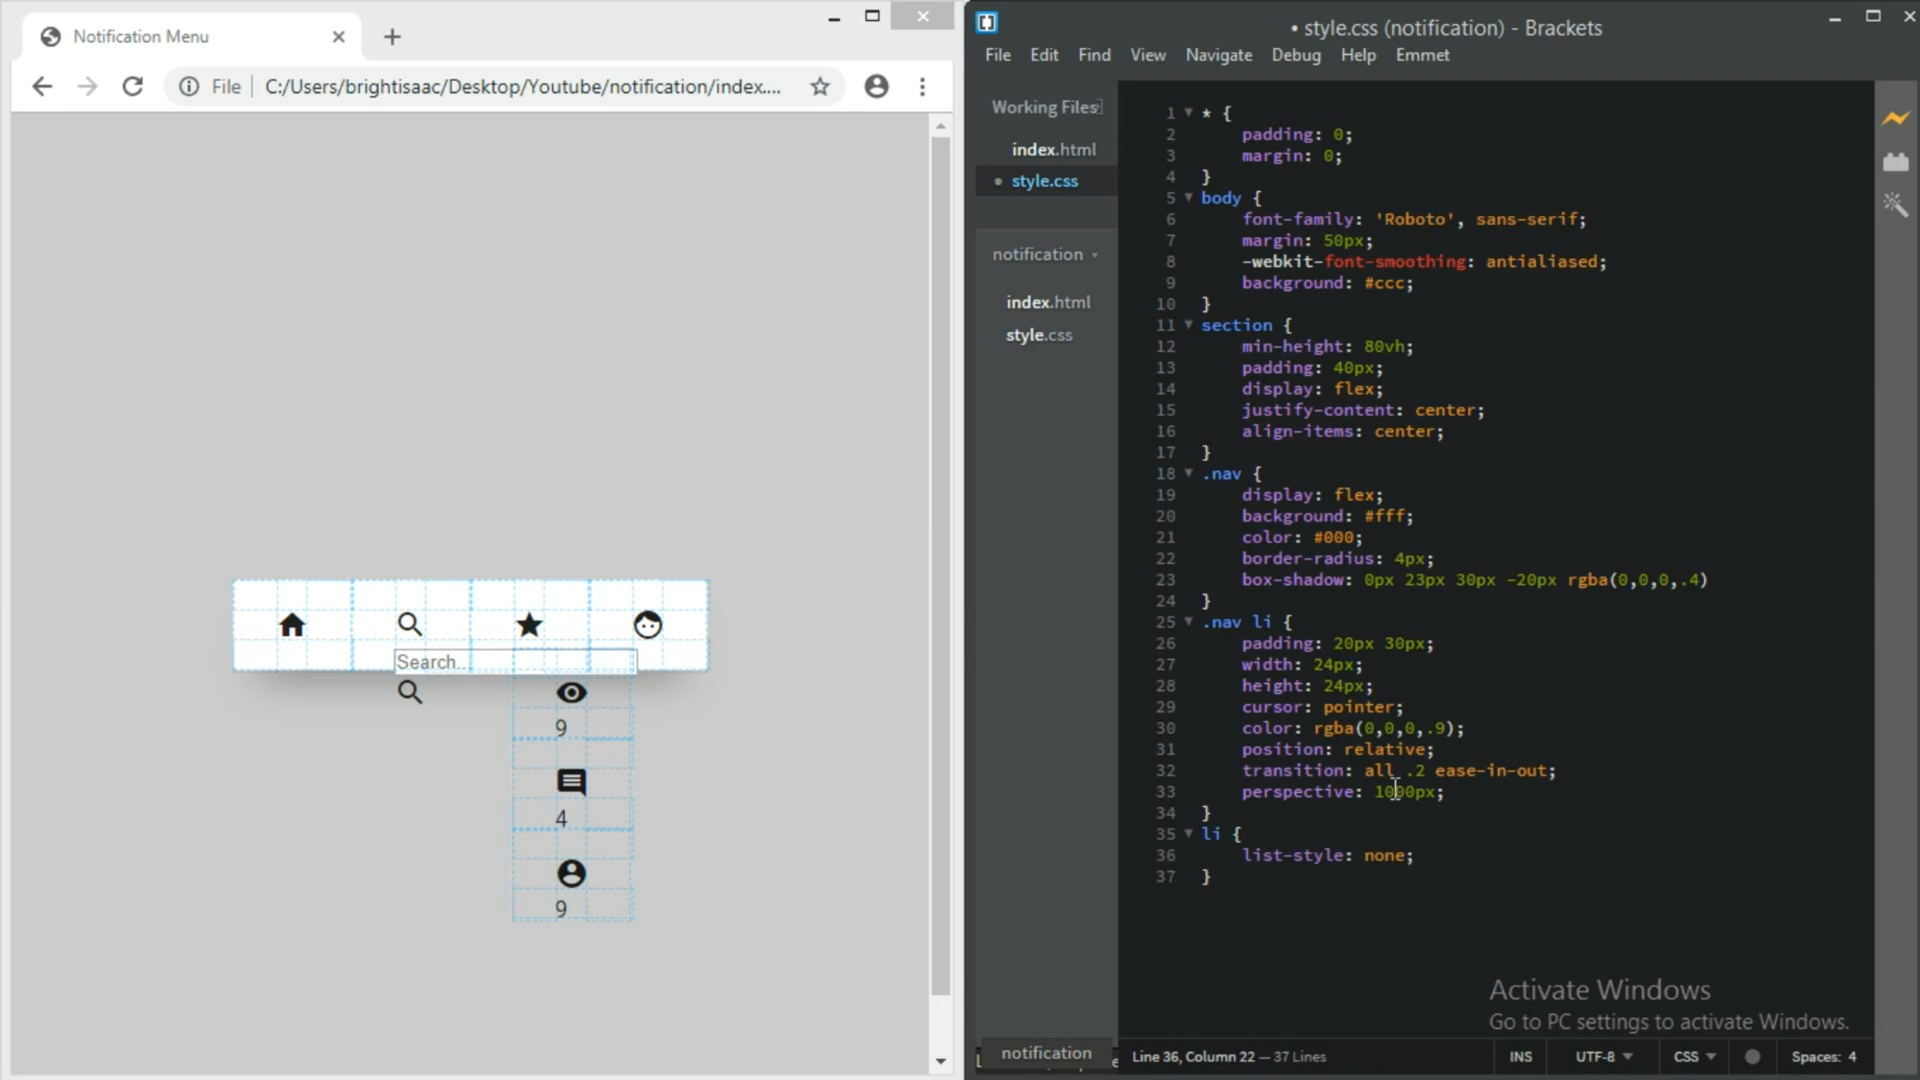 Notification Menu
File
C:/Users/brightisaac/Desktop/Youtube/notification/index....
Search...
9
4
9
• style.css (notification) - Brackets
File Edit Find View Navigate Debug Help Emmet
Working Files
index.html
style.css
notification
index.html
style.css
1 * {
2 padding: 0;
3 margin: 0;
4 }
5 body {
6 font-family: 'Roboto', sans-serif;
7 margin: 50px;
8 -webkit-font-smoothing: antialiased;
9 background: #ccc;
10 }
11 section {
12 min-height: 80vh;
13 padding: 40px;
14 display: flex;
15 justify-content: center;
16 align-items: center;
17 }
18 .nav {
19 display: flex;
20 background: #fff;
21 color: #000;
22 border-radius: 4px;
23 box-shadow: 0px 23px 30px -20px rgba(0,0,0,.4)
24 }
25 .nav li {
26 padding: 20px 30px;
27 width: 24px;
28 height: 24px;
29 cursor: pointer;
30 color: rgba(0,0,0,.9);
31 position: relative;
32 transition: all .2 ease-in-out;
33 perspective: 1000px;
34 }
35 li {
36 list-style: none;
37 }
Activate Windows
Go to PC settings to activate Windows.
notification
Line 36, Column 22 — 37 Lines
INS UTF-8 CSS Spaces: 4